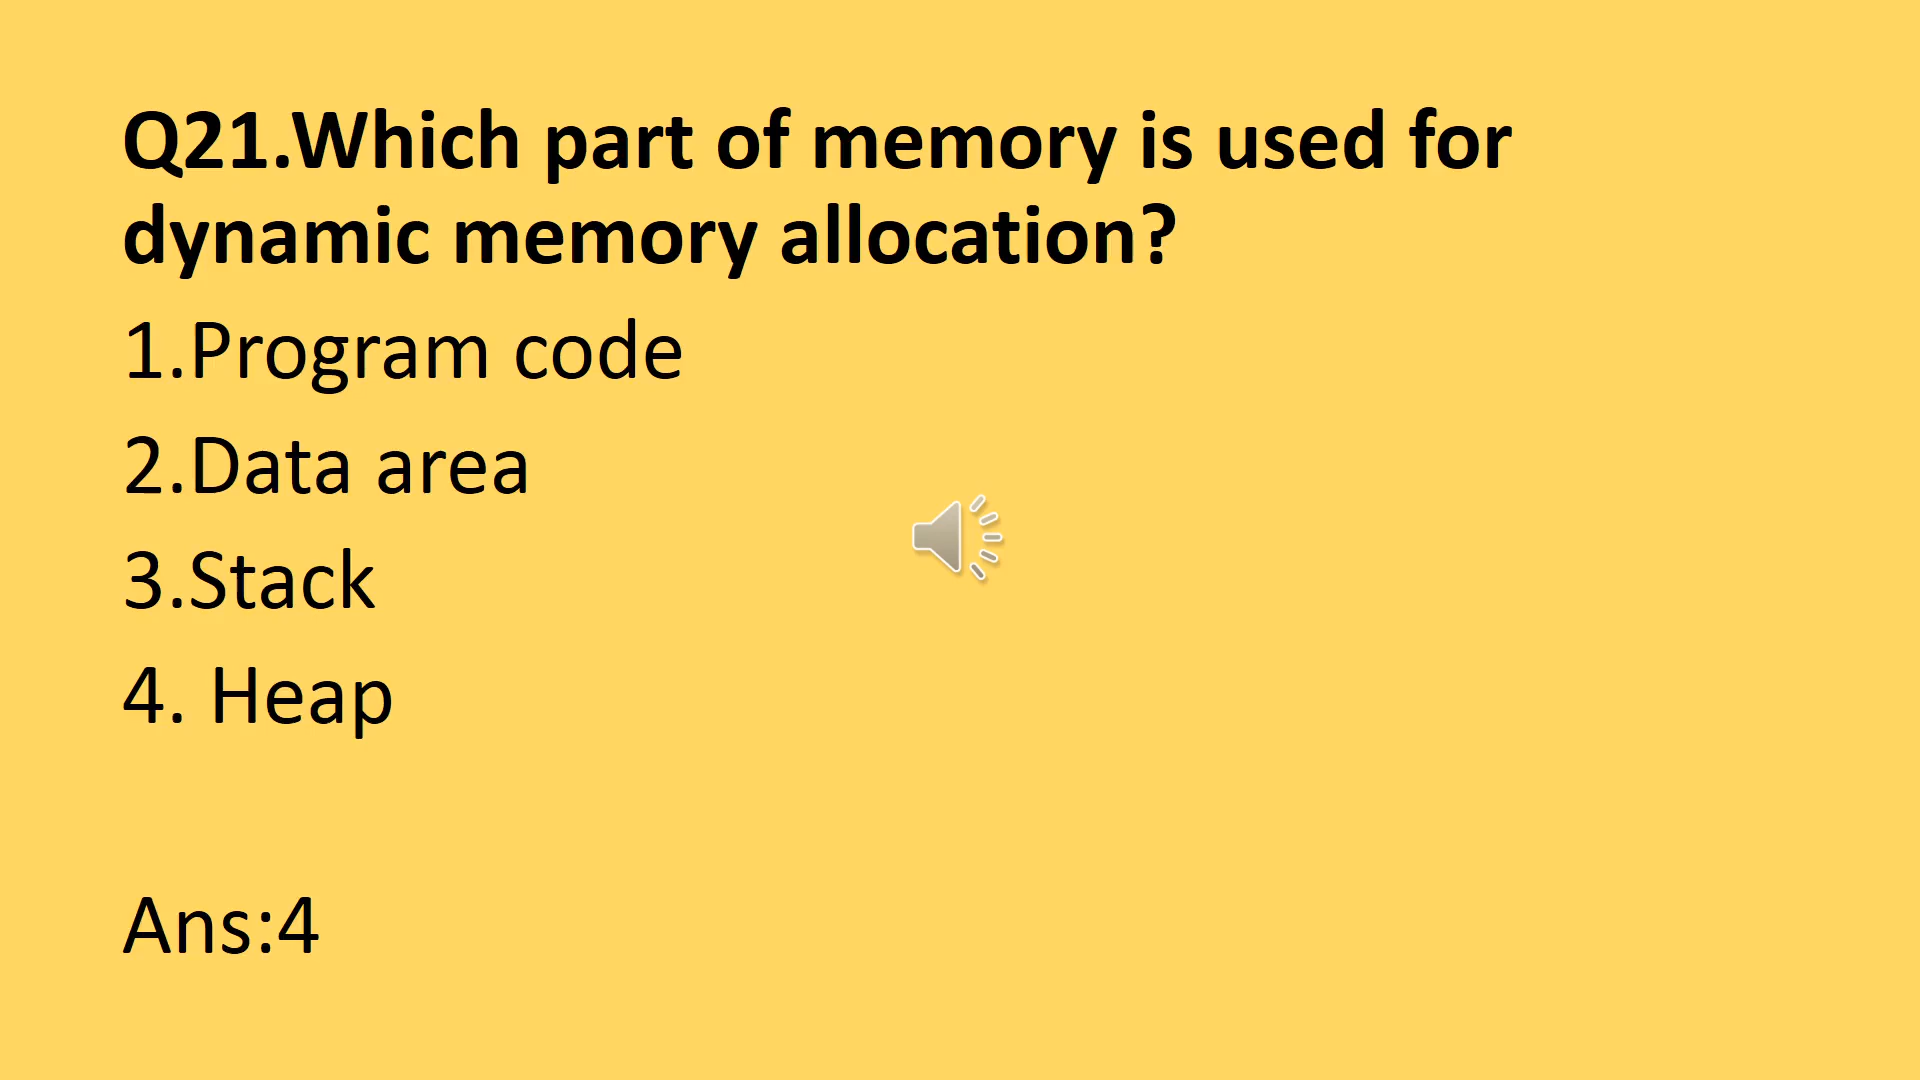 Q21.Which part of memory is used for
dynamic memory allocation?
1.Program code
2.Data area
3.Stack
4. Heap
Ans:4